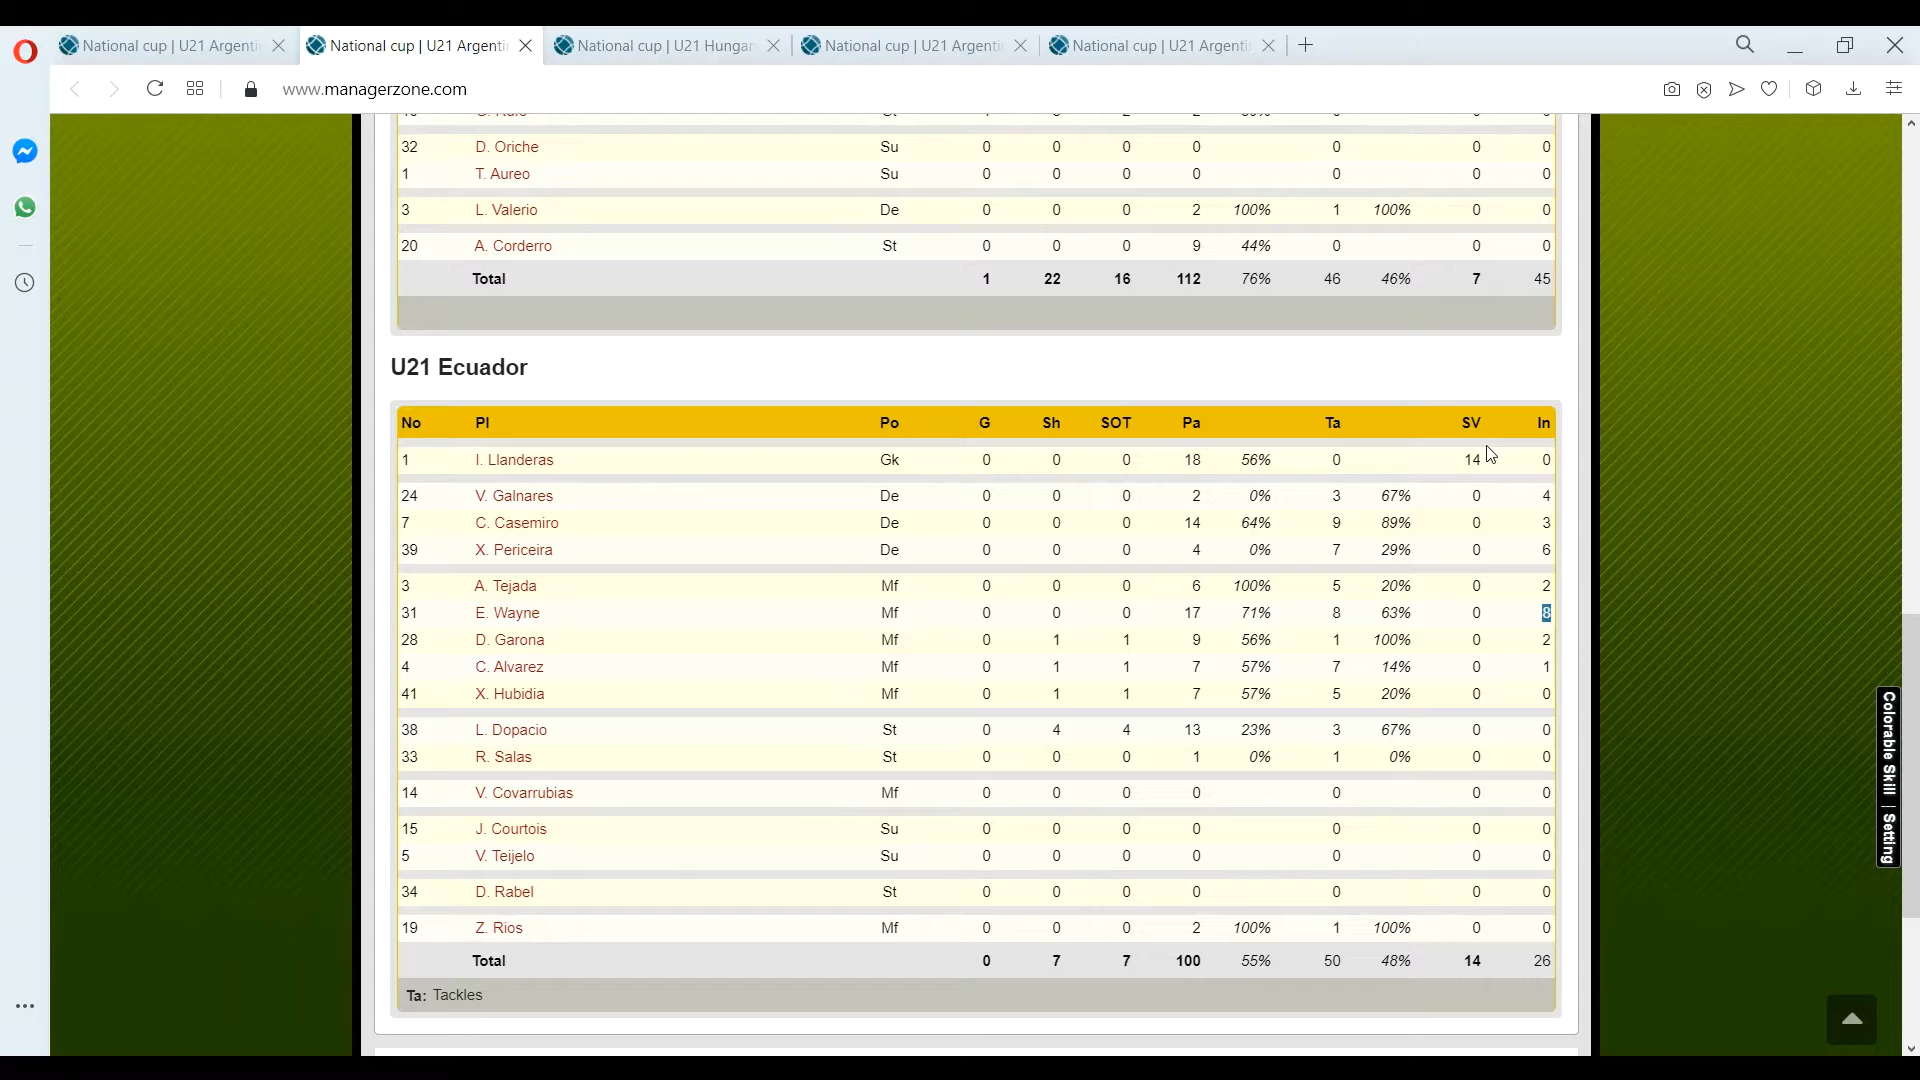 National cup | U21 Argenti
National cup | U21 Argentin
National cup | U21 Hungar
National cup | U21 Argentin
National cup | U21 Argentin
www.managerzone.com
32 D. Oriche Su 0 0 0 0 0 0 0
1 T. Aureo Su 0 0 0 0 0 0 0
3 L. Valerio De 0 0 0 2 100% 1 100% 0 0
20 A. Corderro St 0 0 0 9 44% 0 0 0
Total 1 22 16 112 76% 46 46% 7 45
U21 Ecuador
No Pl Po G Sh SOT Pa Ta SV In
1 I. Llanderas Gk 0 0 0 18 56% 0 14 0
24 V. Galnares De 0 0 0 2 0% 3 67% 0 4
7 C. Casemiro De 0 0 0 14 64% 9 89% 0 3
39 X. Periceira De 0 0 0 4 0% 7 29% 0 6
3 A. Tejada Mf 0 0 0 6 100% 5 20% 0 2
31 E. Wayne Mf 0 0 0 17 71% 8 63% 0 8
28 D. Garona Mf 0 1 1 9 56% 1 100% 0 2
4 C. Alvarez Mf 0 1 1 7 57% 7 14% 0 1
41 X. Hubidia Mf 0 1 1 7 57% 5 20% 0 0
38 L. Dopacio St 0 4 4 13 23% 3 67% 0 0
33 R. Salas St 0 0 0 1 0% 1 0% 0 0
14 V. Covarrubias Mf 0 0 0 0 0 0 0
15 J. Courtois Su 0 0 0 0 0 0 0
5 V. Teijelo Su 0 0 0 0 0 0 0
34 D. Rabel St 0 0 0 0 0 0 0
19 Z. Rios Mf 0 0 0 2 100% 1 100% 0 0
Total 0 7 7 100 55% 50 48% 14 26
Ta: Tackles
Colorable Skill | Setting